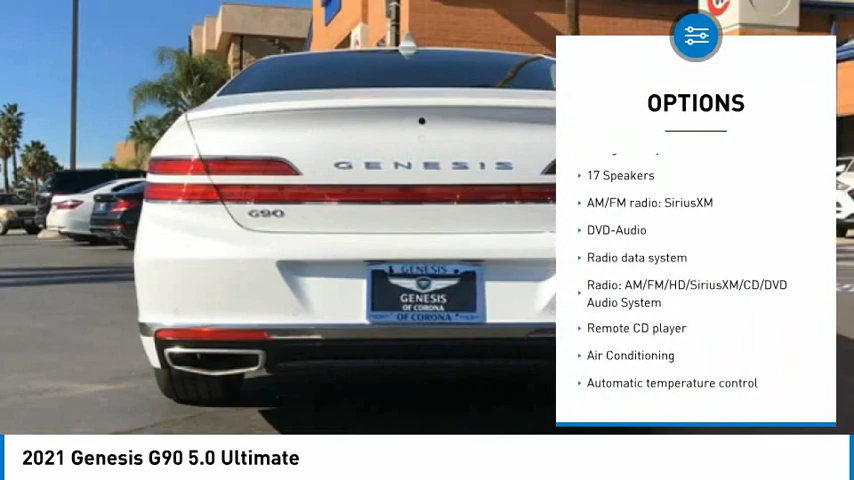 GENESIS
G90
GENESIS
GENESIS
OF CORONA
OF CORONA
OPTIONS
17 Speakers
AM/FM radio: SiriusXM
DVD-Audio
Radio data system
Radio: AM/FM/HD/SiriusXM/CD/DVD
Audio System
Remote CD player
Air Conditioning
Automatic temperature control
2021 Genesis G90 5.0 Ultimate